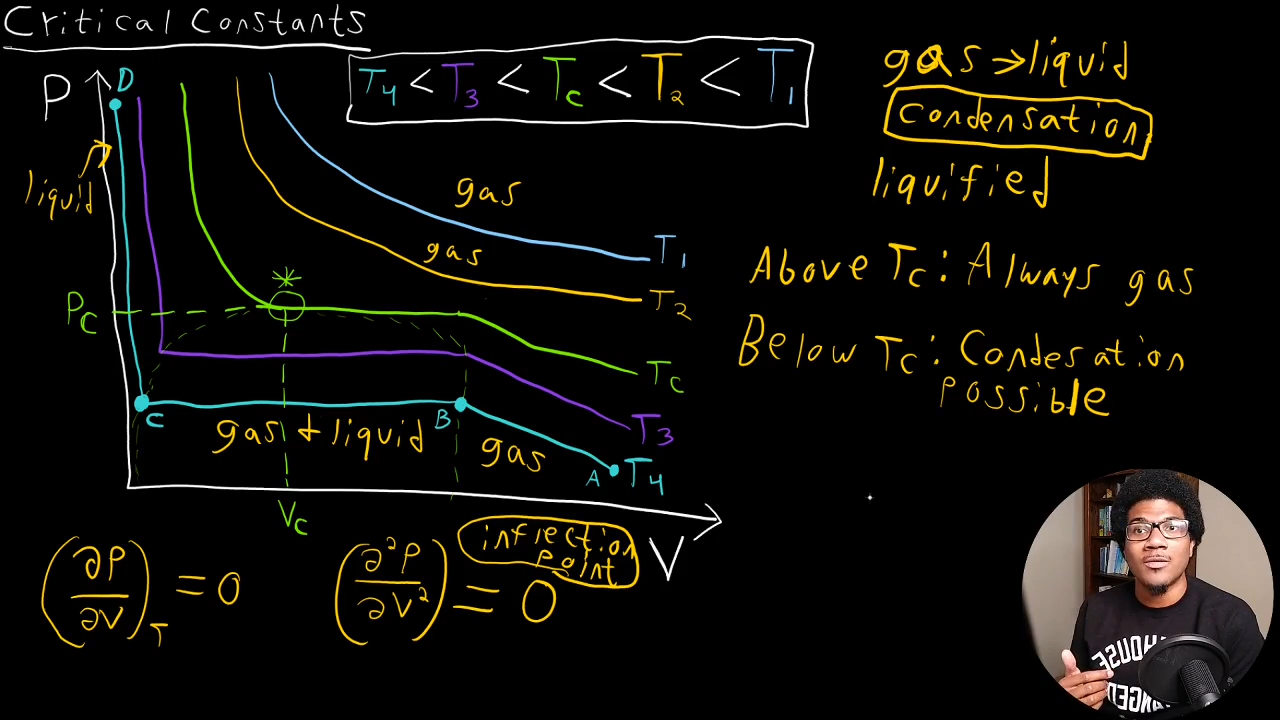 Critical Constants
P
D
T4 < T3 < Tc < T2 < T1
gas → liquid
condensation
liquified
liquid
gas
T1
gas
T2
Above Tc: Always gas
Pc
*
Tc
Below Tc: Condesation
possible
C
B
T3
gas + liquid
gas
A
T4
Vc
V
(∂P/∂V)T = 0
(∂²P/∂V²) = 0
inflection
point